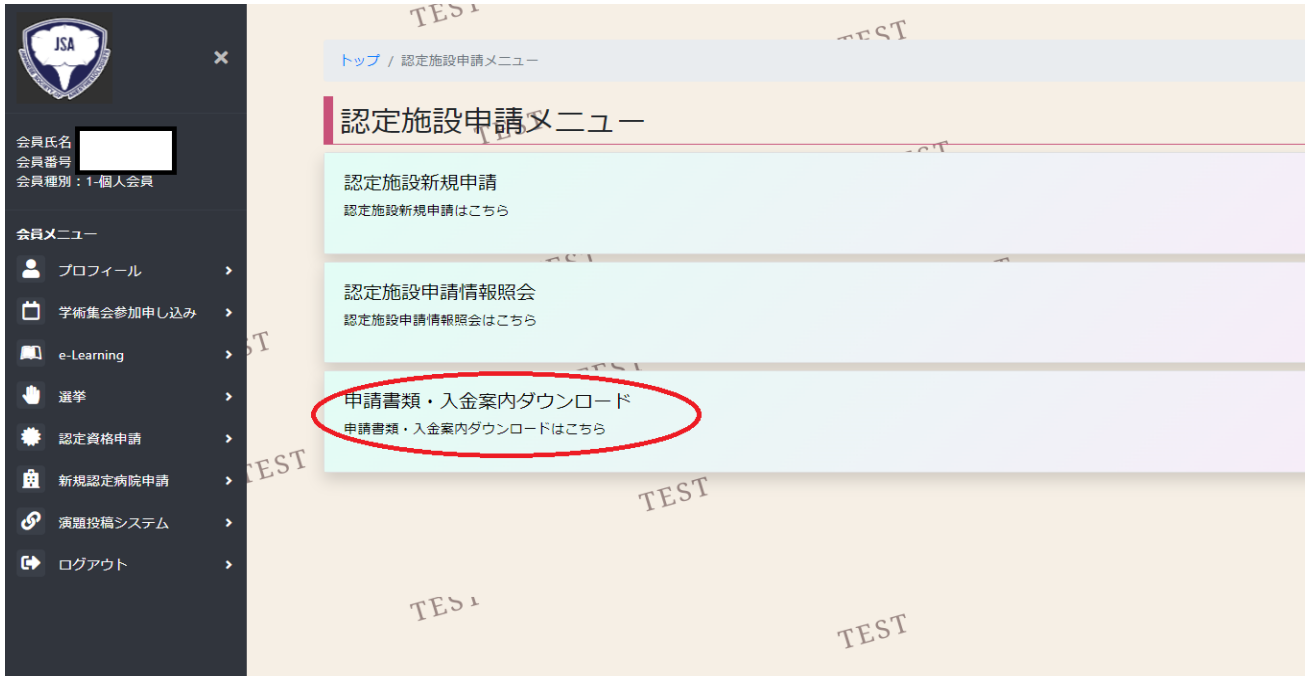 JSA
×
会員氏名
会員番号
会員種別：1-個人会員
会員メニュー
プロフィール
学術集会参加申し込み
e-Learning
選挙
認定資格申請
新規認定病院申請
演題投稿システム
ログアウト
TEST
TEST
トップ / 認定施設申請メニュー
認定施設申請メニュー
TEST
TEST
認定施設新規申請
認定施設新規申請はこちら
TEST
認定施設申請情報照会
認定施設申請情報照会はこちら
TEST
申請書類・入金案内ダウンロード
申請書類・入金案内ダウンロードはこちら
TEST
TEST
TEST
TEST